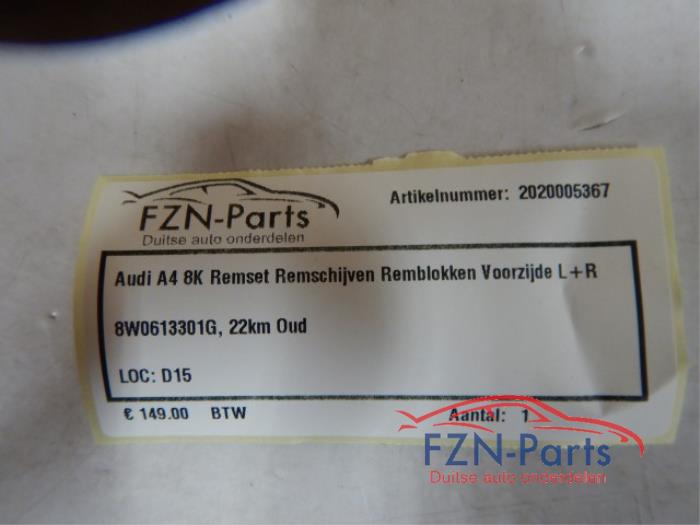 FZN-Parts
Duitse auto onderdelen
Artikelnummer: 2020005367
Audi A4 8K Remset Remschijven Remblokken Voorzijde L+R
8W0613301G, 22km Oud
LOC: D15
€ 149.00 BTW
Aantal: 1
FZN-Parts
Duitse auto onderdelen